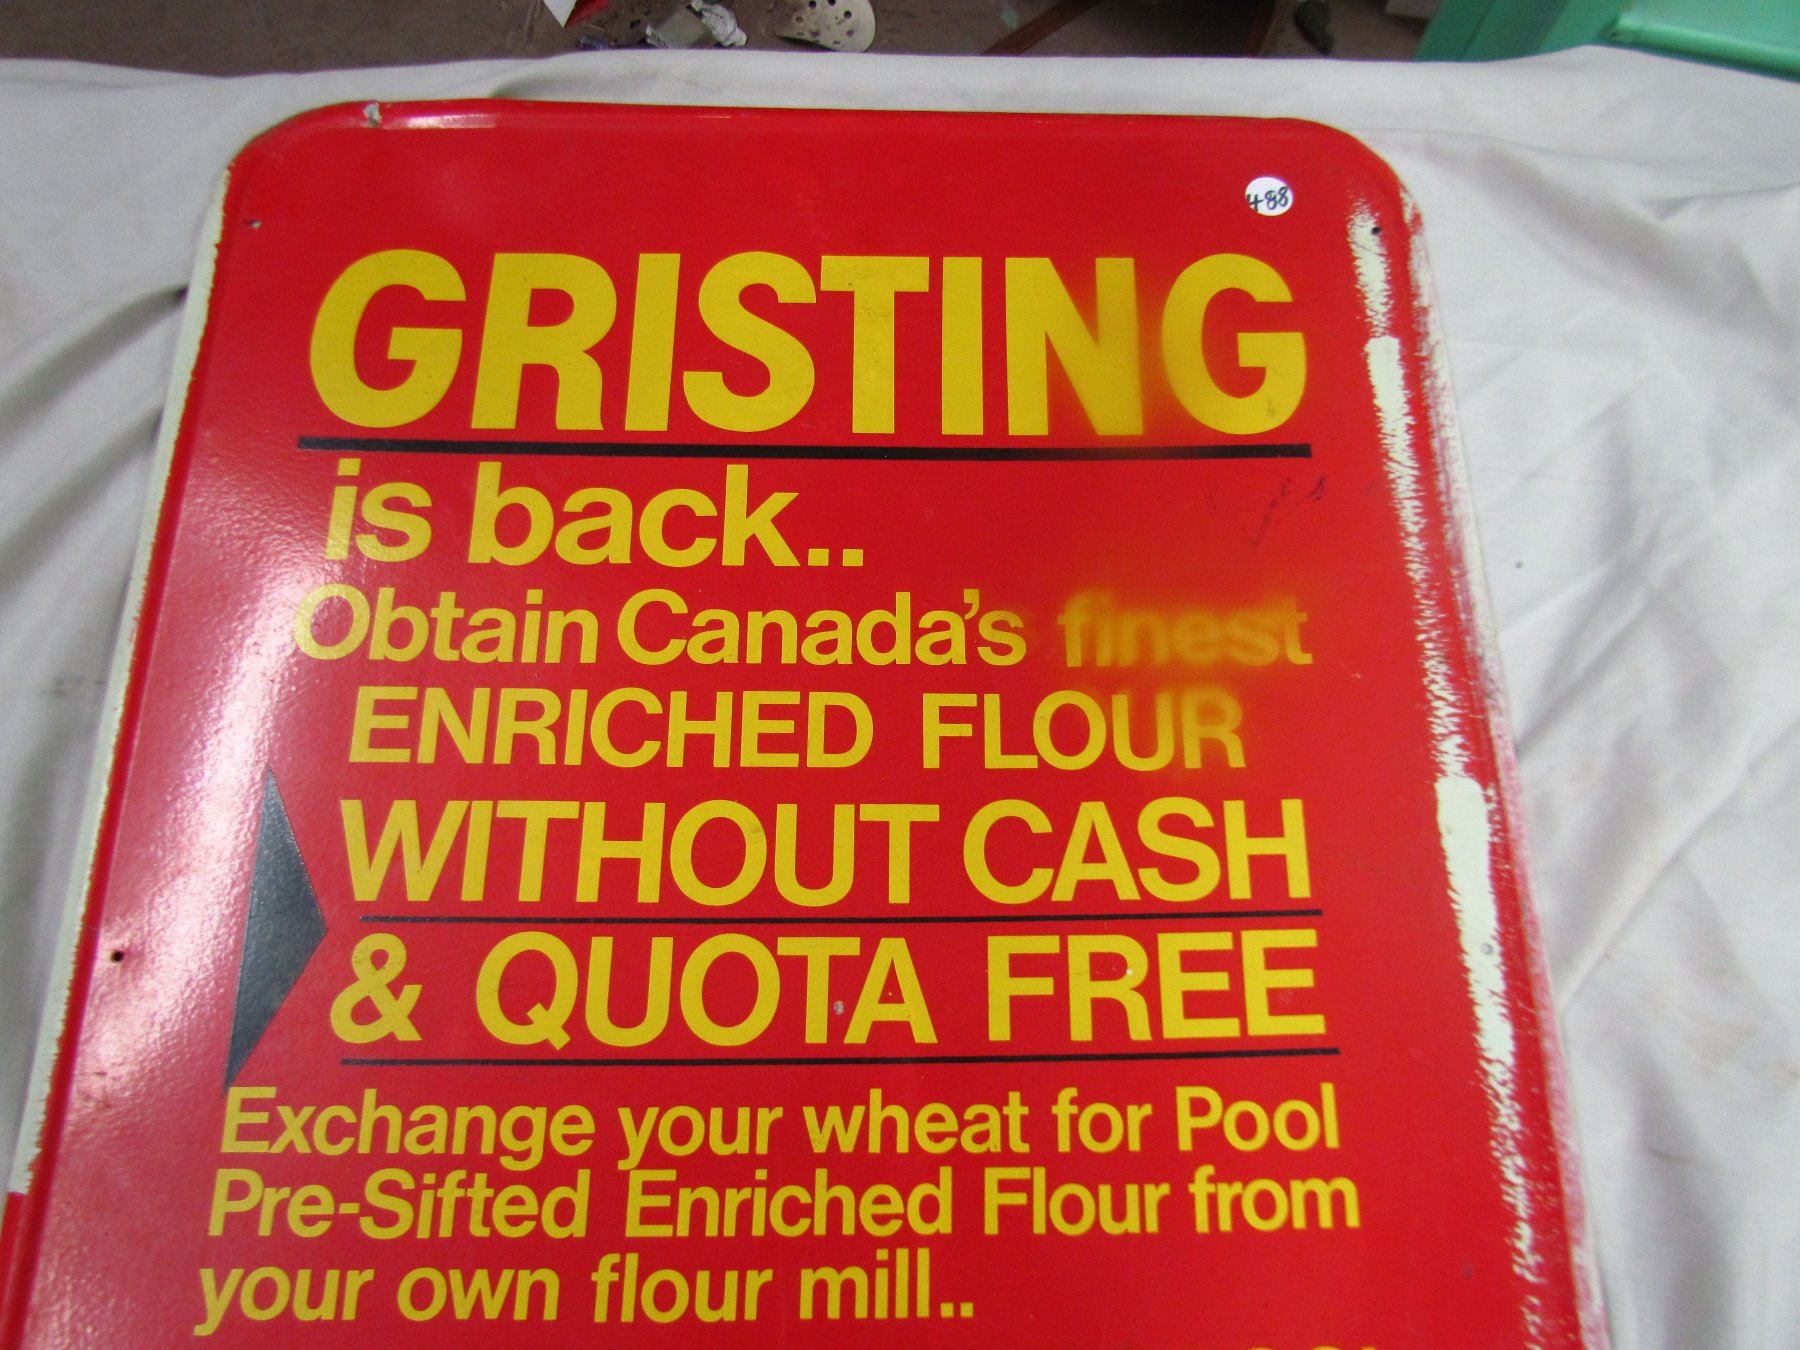 488
GRISTING
is back..
Obtain Canada's finest
ENRICHED FLOUR
WITHOUT CASH
& QUOTA FREE
Exchange your wheat for Pool
Pre-Sifted Enriched Flour from
your own flour mill..